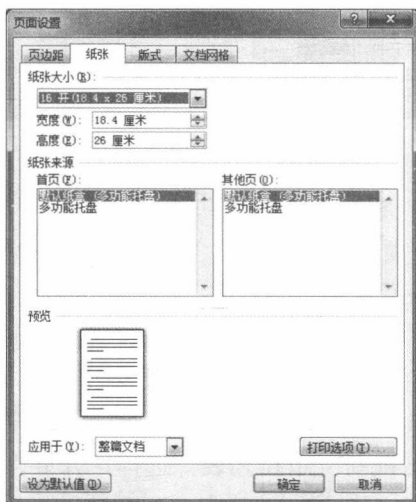 页面设置
页边距 纸张 版式 文档网格
纸张大小(R):
16 开(18.4 x 26 厘米)
宽度(W): 18.4 厘米
高度(E): 26 厘米
纸张来源
首页(F): 其他页(O):
默认纸盒 (多功能托盘) 默认纸盒 (多功能托盘)
多功能托盘 多功能托盘
预览
应用于(Y): 整篇文档 打印选项(T)...
设为默认值(D) 确定 取消